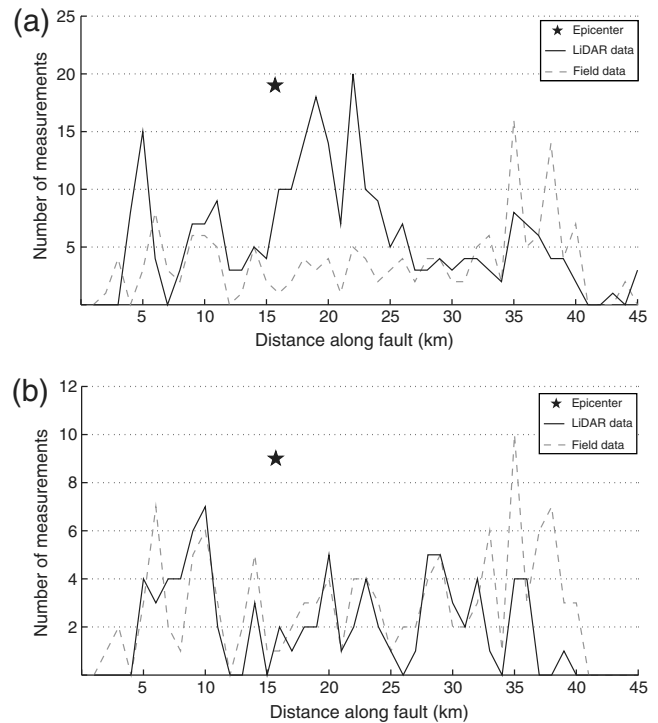 (a)
Number of measurements
25
20
15
10
5
Epicenter
LiDAR data
Field data
5 10 15 20 25 30 35 40 45
Distance along fault (km)
(b)
Number of measurements
12
10
8
6
4
2
Epicenter
LiDAR data
Field data
5 10 15 20 25 30 35 40 45
Distance along fault (km)